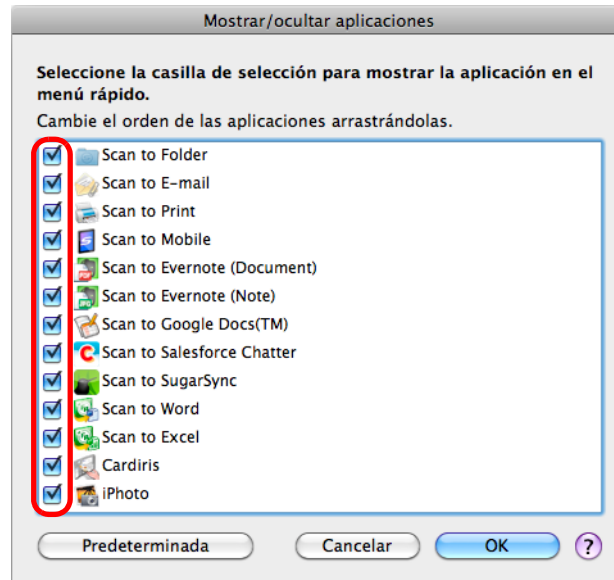 Mostrar/ocultar aplicaciones
Seleccione la casilla de selección para mostrar la aplicación en el
menú rápido.
Cambie el orden de las aplicaciones arrastrándolas.
Scan to Folder
Scan to E-mail
Scan to Print
Scan to Mobile
Scan to Evernote (Document)
Scan to Evernote (Note)
Scan to Google Docs(TM)
Scan to Salesforce Chatter
Scan to SugarSync
Scan to Word
Scan to Excel
Cardiris
iPhoto
Predeterminada Cancelar OK ?